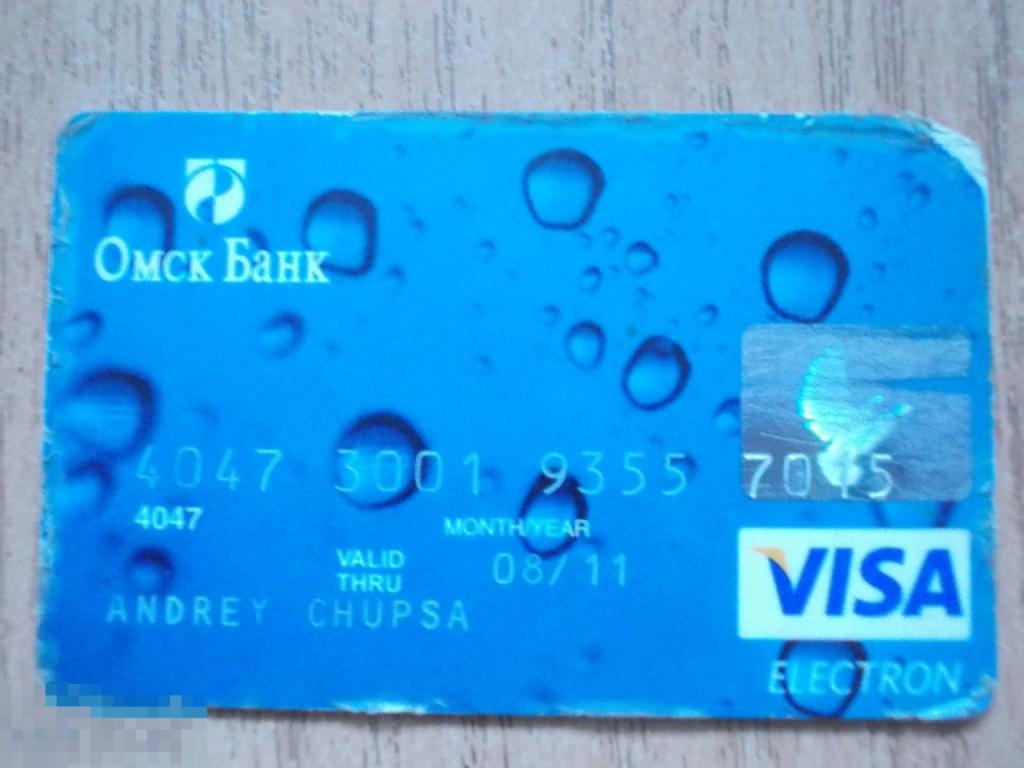 Омск Банк
4047 3001 9355
4047
MONTH/YEAR
VALID
THRU
08/11
ANDREY CHUPSA
VISA
ELECTRON